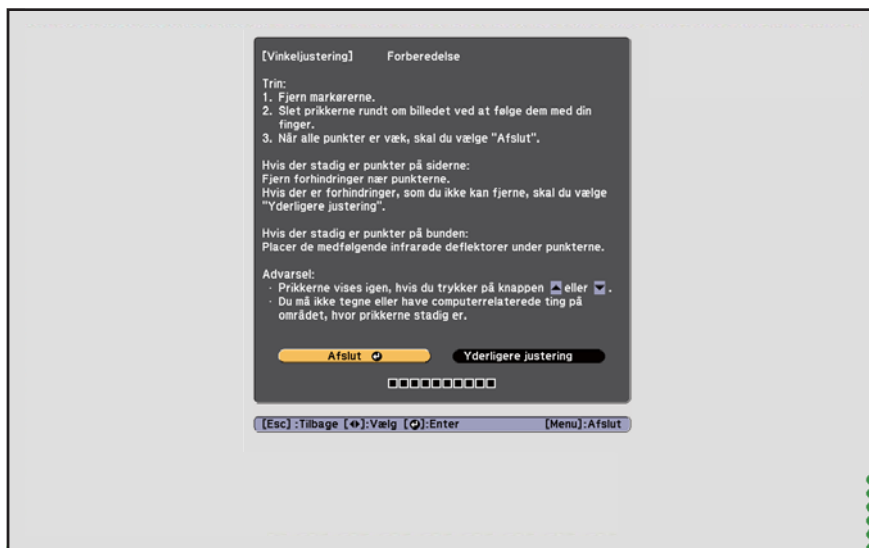 [Vinkeljustering] Forberedelse
Trin:
1. Fjern markørerne.
2. Slet prikkerne rundt om billedet ved at følge dem med din
finger.
3. Når alle punkter er væk, skal du vælge "Afslut".
Hvis der stadig er punkter på siderne:
Fjern forhindringer nær punkterne.
Hvis der er forhindringer, som du ikke kan fjerne, skal du vælge
"Yderligere justering".
Hvis der stadig er punkter på bunden:
Placer de medfølgende infrarøde deflektorer under punkterne.
Advarsel:
· Prikkerne vises igen, hvis du trykker på knappen ▲ eller ▼ .
· Du må ikke tegne eller have computerrelaterede ting på
området, hvor prikkerne stadig er.
Afslut Yderligere justering
[Esc] :Tilbage [◆]:Vælg [⏎]:Enter [Menu]:Afslut